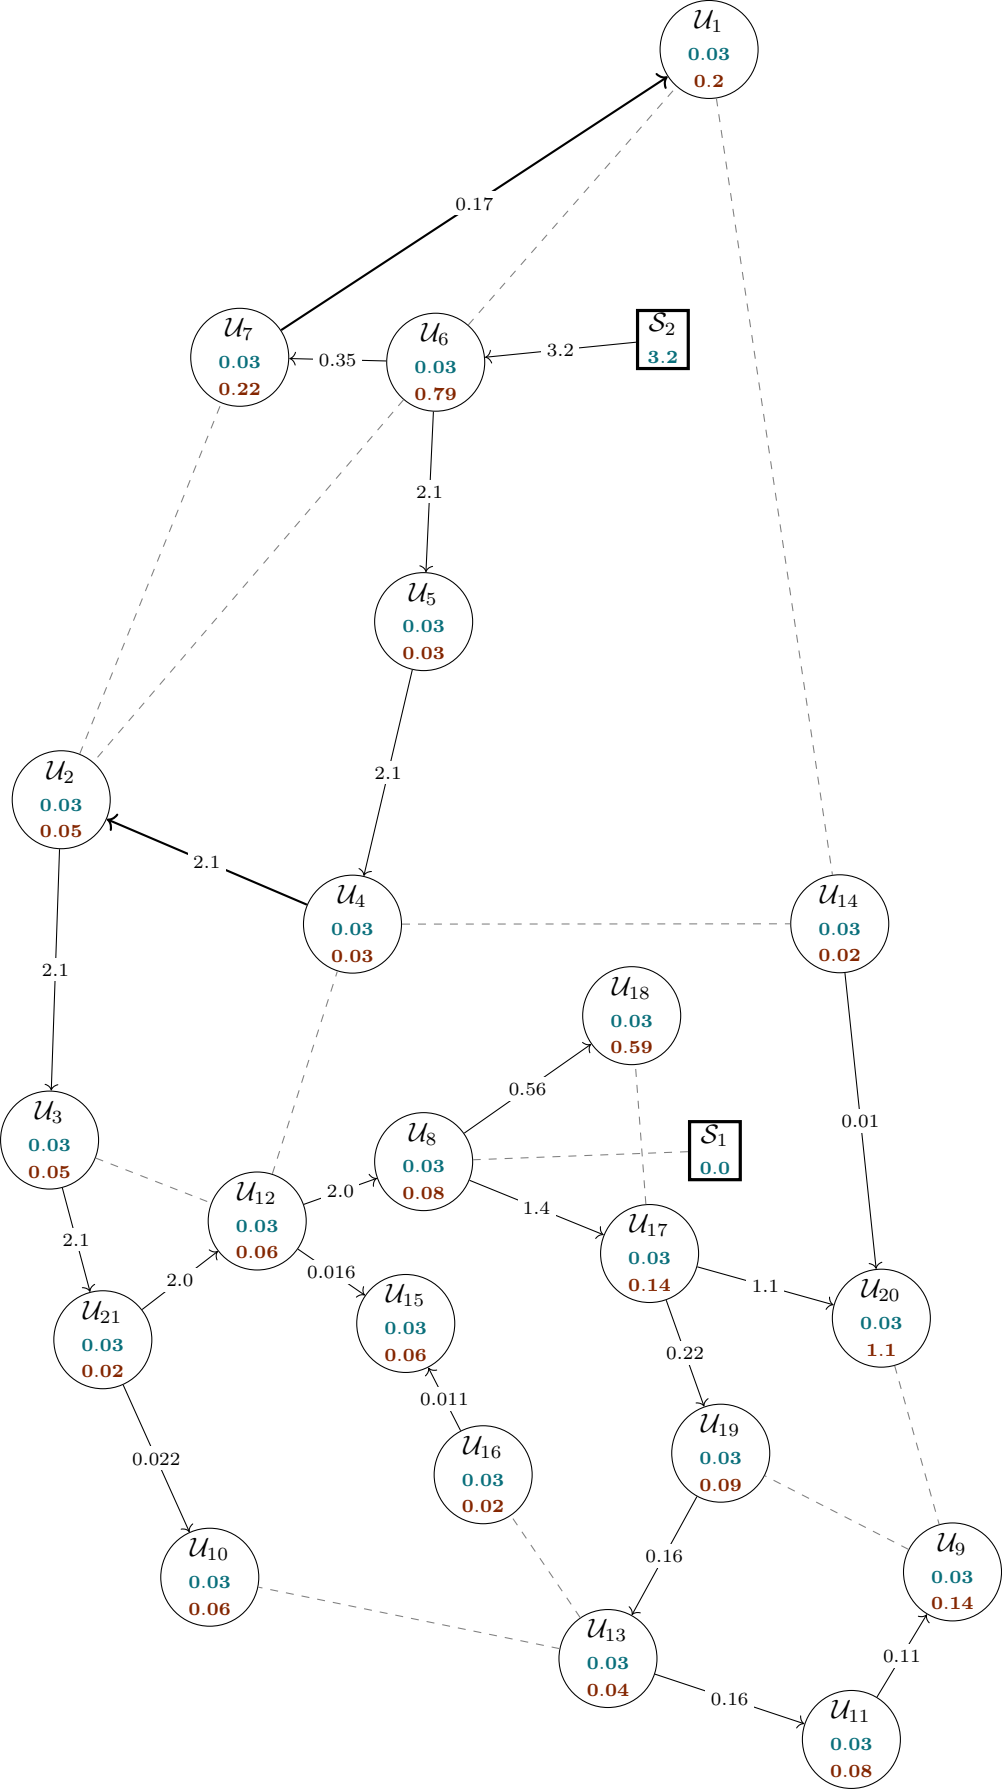 𝒰₁
0.03
0.2
0.17
𝒰₇
0.03
0.22
0.35
𝒰₆
0.03
0.79
3.2
𝒮₂
3.2
2.1
𝒰₅
0.03
0.03
2.1
𝒰₂
0.03
0.05
2.1
𝒰₄
0.03
0.03
𝒰₁₄
0.03
0.02
2.1
𝒰₁₈
0.03
0.59
0.56
0.01
𝒰₃
0.03
0.05
𝒰₈
0.03
0.08
𝒮₁
0.0
𝒰₁₂
0.03
0.06
2.0
1.4
𝒰₁₇
0.03
0.14
2.1
2.0
0.016
1.1
𝒰₂₁
0.03
0.02
𝒰₁₅
0.03
0.06
𝒰₂₀
0.03
1.1
0.22
0.011
𝒰₁₉
0.03
0.09
0.022
𝒰₁₆
0.03
0.02
𝒰₁₀
0.03
0.06
0.16
𝒰₉
0.03
0.14
𝒰₁₃
0.03
0.04
0.11
0.16
𝒰₁₁
0.03
0.08